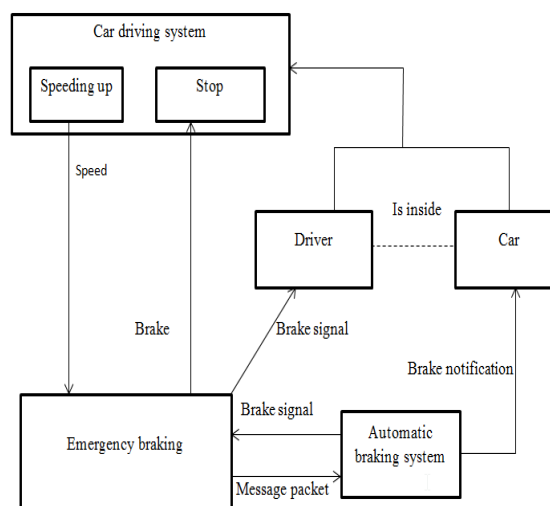 Car driving system
Speeding up
Stop
Speed
Is inside
Driver
Car
Brake
Brake signal
Brake notification
Brake signal
Emergency braking
Automatic
braking system
Message packet